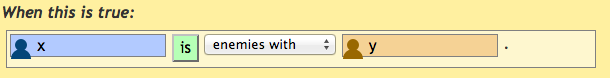 When this is true:
x is enemies with y .